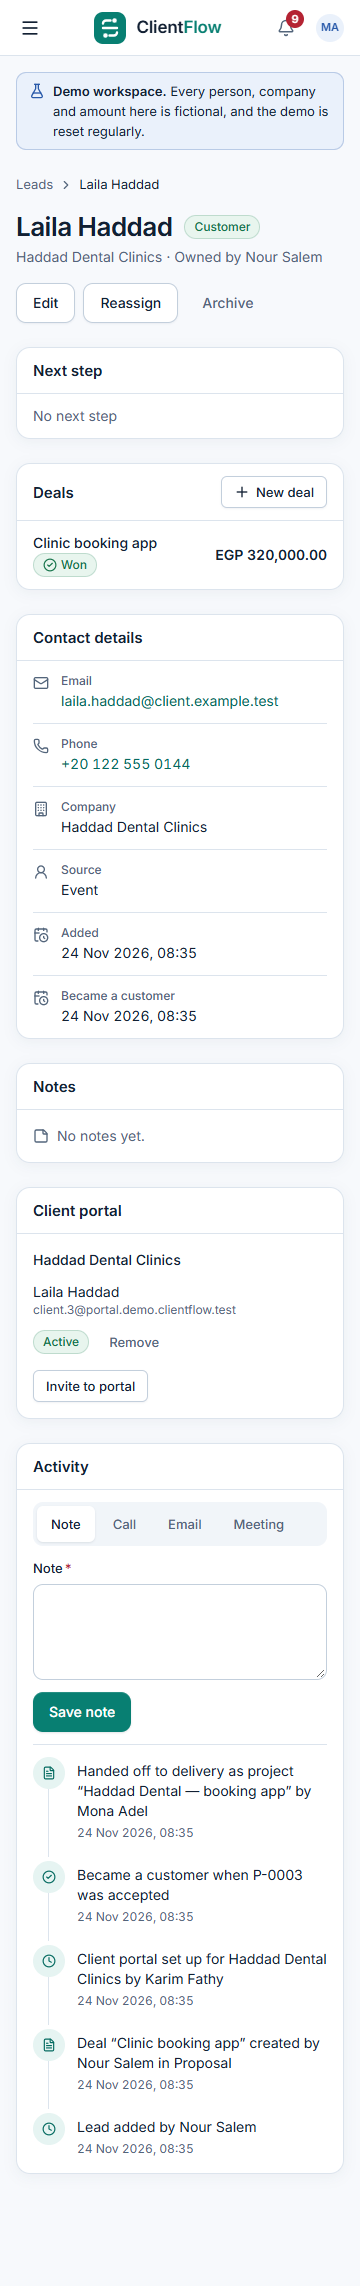 ClientFlow
9
MA
Demo workspace. Every person, company
and amount here is fictional, and the demo is
reset regularly.
Leads > Laila Haddad
Laila Haddad Customer
Haddad Dental Clinics · Owned by Nour Salem
Edit Reassign Archive
Next step
No next step
Deals
+ New deal
Clinic booking app
Won
EGP 320,000.00
Contact details
Email
laila.haddad@client.example.test
Phone
+20 122 555 0144
Company
Haddad Dental Clinics
Source
Event
Added
24 Nov 2026, 08:35
Became a customer
24 Nov 2026, 08:35
Notes
No notes yet.
Client portal
Haddad Dental Clinics
Laila Haddad
client.3@portal.demo.clientflow.test
Active Remove
Invite to portal
Activity
Note Call Email Meeting
Note *
Save note
Handed off to delivery as project
“Haddad Dental — booking app” by
Mona Adel
24 Nov 2026, 08:35
Became a customer when P-0003
was accepted
24 Nov 2026, 08:35
Client portal set up for Haddad Dental
Clinics by Karim Fathy
24 Nov 2026, 08:35
Deal “Clinic booking app” created by
Nour Salem in Proposal
24 Nov 2026, 08:35
Lead added by Nour Salem
24 Nov 2026, 08:35